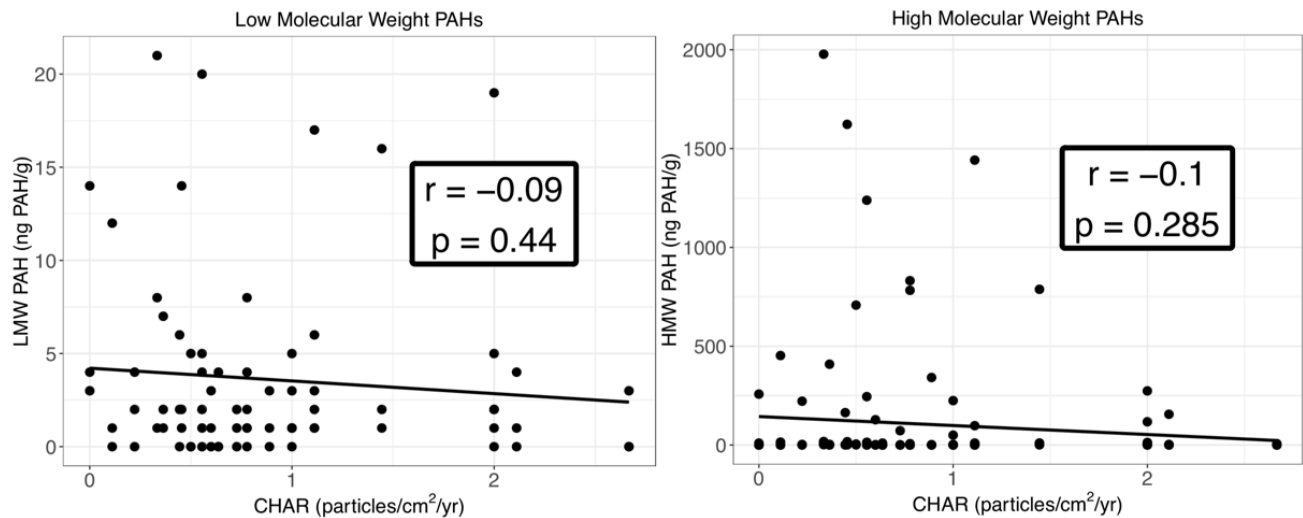 Low Molecular Weight PAHs
20
15
10
5
0
LMW PAH (ng PAH/g)
r = −0.09
p = 0.44
0
1
2
CHAR (particles/cm²/yr)
High Molecular Weight PAHs
2000
1500
1000
500
0
HMW PAH (ng PAH/g)
r = −0.1
p = 0.285
0
1
2
CHAR (particles/cm²/yr)